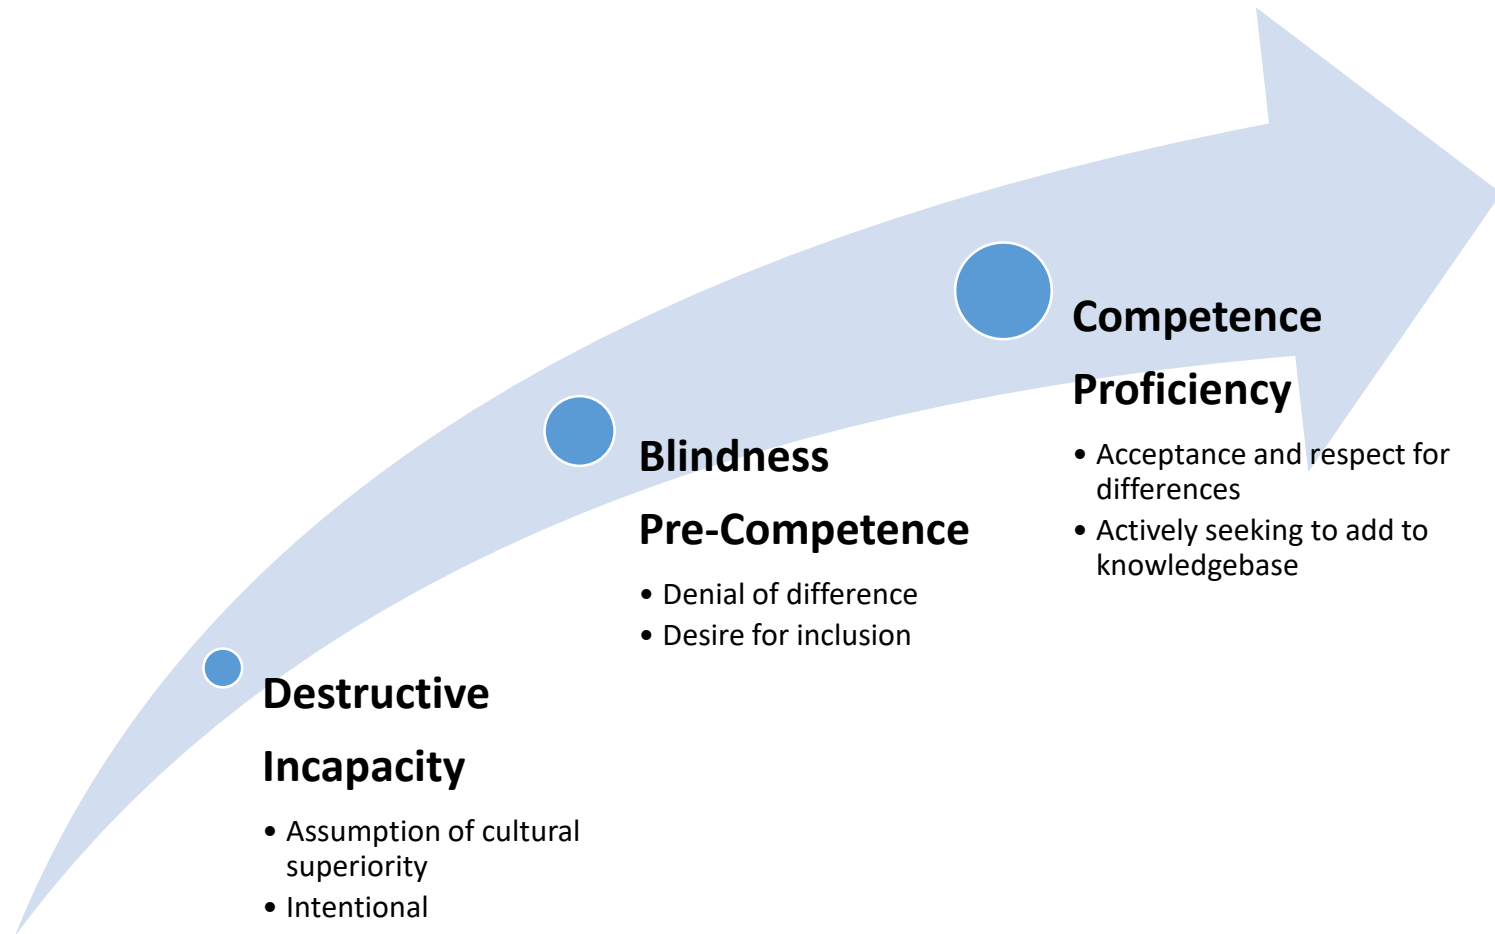 Competence
Proficiency
• Acceptance and respect for
differences
• Actively seeking to add to
knowledgebase
Blindness
Pre-Competence
• Denial of difference
• Desire for inclusion
Destructive
Incapacity
• Assumption of cultural
superiority
• Intentional